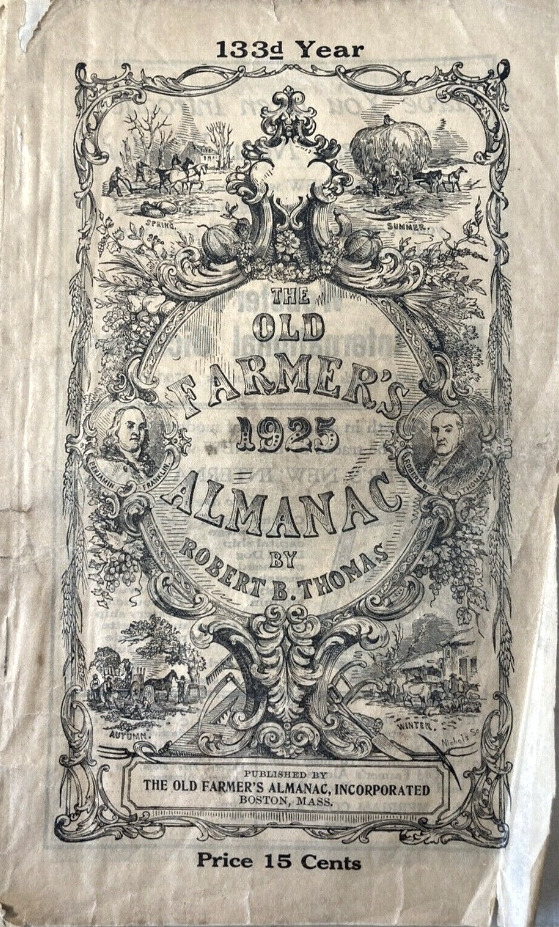 133d Year
SPRING.
SUMMER.
THE
OLD
FARMER'S
1925
BENJAMIN FRANKLIN
ALMANAC
BY
ROBERT B. THOMAS
AUTUMN.
WINTER.
PUBLISHED BY
THE OLD FARMER'S ALMANAC, INCORPORATED
BOSTON, MASS.
Price 15 Cents